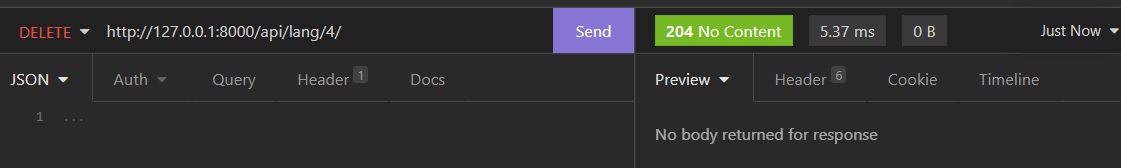 DELETE http://127.0.0.1:8000/api/lang/4/ Send 204 No Content 5.37 ms 0 B Just Now
JSON Auth Query Header 1 Docs Preview Header 6 Cookie Timeline
1 ...
No body returned for response